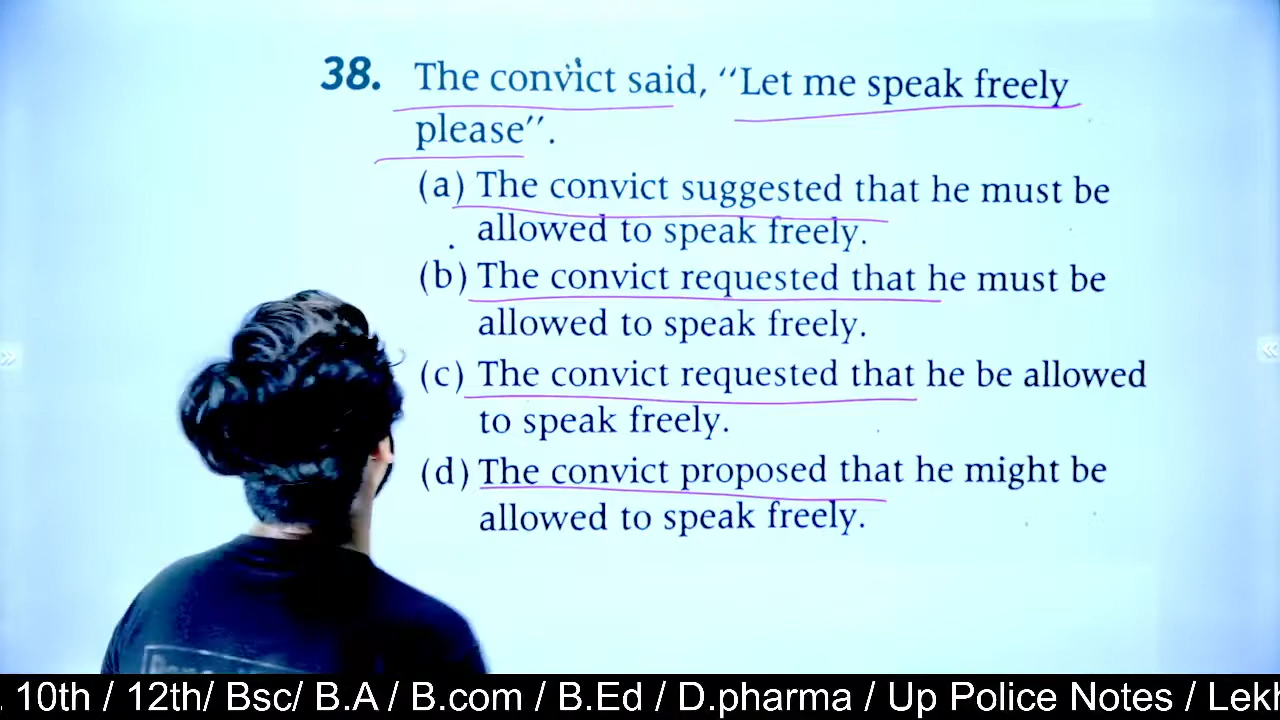 38. The convict said, “Let me speak freely
please”.
(a) The convict suggested that he must be
allowed to speak freely.
(b) The convict requested that he must be
allowed to speak freely.
(c) The convict requested that he be allowed
to speak freely.
(d) The convict proposed that he might be
allowed to speak freely.
10th / 12th/ Bsc/ B.A / B.com / B.Ed / D.pharma / Up Police Notes /